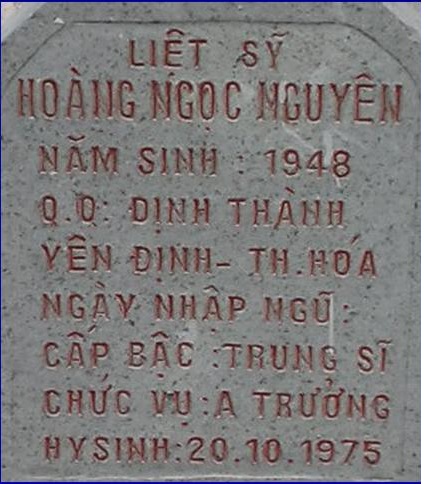 LIỆT SỸ
HOÀNG NGỌC NGUYÊN
NĂM SINH : 1948
Q.Q: ĐỊNH THÀNH
YÊN ĐỊNH- TH.HÓA
NGÀY NHẬP NGŨ:
CẤP BẬC :TRUNG SĨ
CHỨC VỤ :A TRƯỞNG
HY SINH:20.10.1975